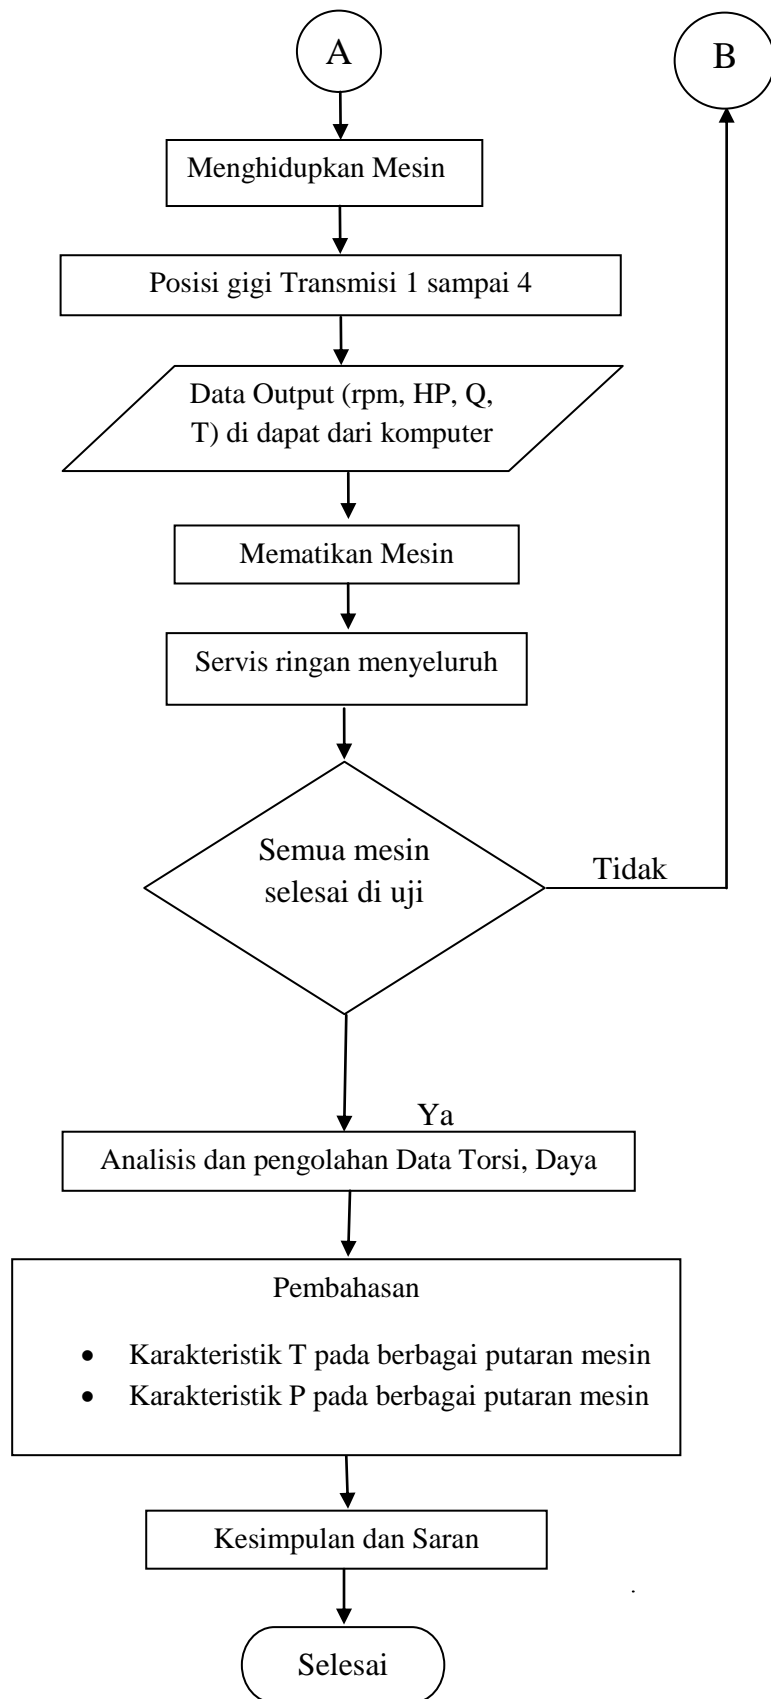 A
B
Menghidupkan Mesin
Posisi gigi Transmisi 1 sampai 4
Data Output (rpm, HP, Q,
T) di dapat dari komputer
Mematikan Mesin
Servis ringan menyeluruh
Semua mesin
selesai di uji
Tidak
Ya
Analisis dan pengolahan Data Torsi, Daya
Pembahasan
• Karakteristik T pada berbagai putaran mesin
• Karakteristik P pada berbagai putaran mesin
Kesimpulan dan Saran
.
Selesai